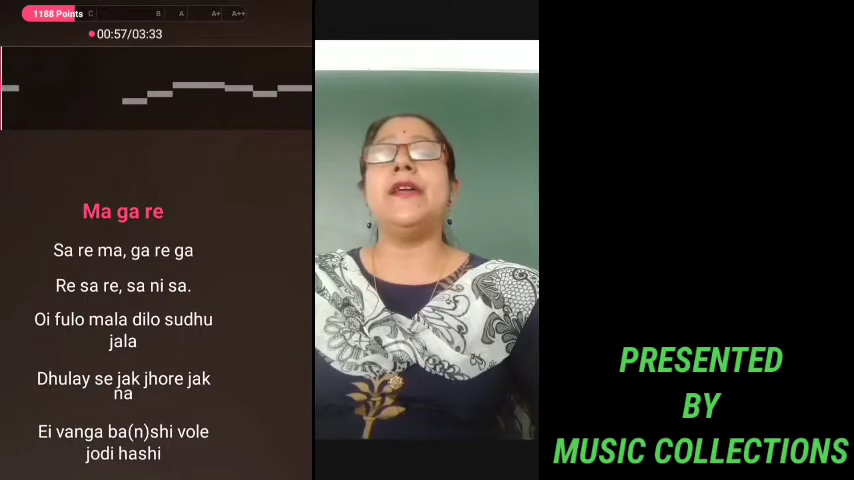 1188 Points C B A A+ A++
00:57/03:33
Ma ga re
Sa re ma, ga re ga
Re sa re, sa ni sa.
Oi fulo mala dilo sudhu
jala
Dhulay se jak jhore jak
na
Ei vanga ba(n)shi vole
jodi hashi
PRESENTED
BY
MUSIC COLLECTIONS